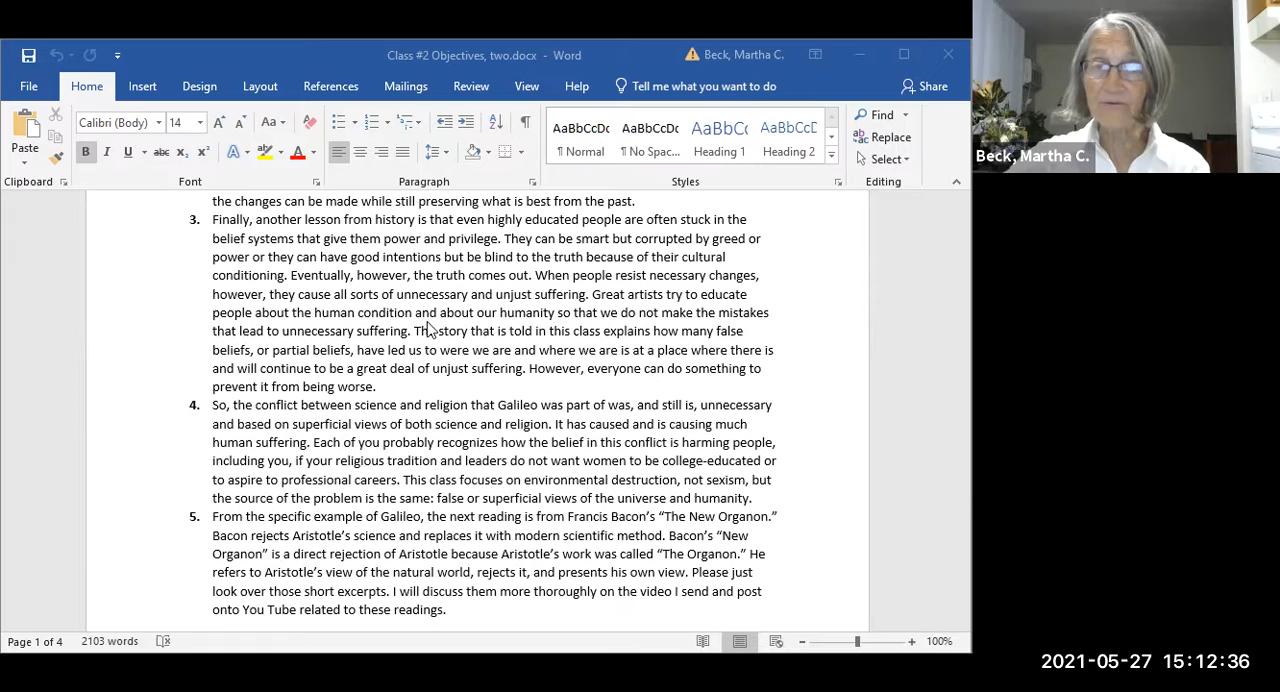 Class #2 Objectives, two.docx - Word
Beck, Martha C.
File Home Insert Design Layout References Mailings Review View Help Tell me what you want to do Share
Paste
Calibri (Body) 14
Aa
B I U abc x₂ x² A A
AaBbCcDc AaBbCcDc AaBbCc AaBbCcD
¶ Normal ¶ No Spac... Heading 1 Heading 2
Find
Replace
Select
Clipboard Font Paragraph Styles Editing
the changes can be made while still preserving what is best from the past.
3. Finally, another lesson from history is that even highly educated people are often stuck in the
belief systems that give them power and privilege. They can be smart but corrupted by greed or
power or they can have good intentions but be blind to the truth because of their cultural
conditioning. Eventually, however, the truth comes out. When people resist necessary changes,
however, they cause all sorts of unnecessary and unjust suffering. Great artists try to educate
people about the human condition and about our humanity so that we do not make the mistakes
that lead to unnecessary suffering. The story that is told in this class explains how many false
beliefs, or partial beliefs, have led us to were we are and where we are is at a place where there is
and will continue to be a great deal of unjust suffering. However, everyone can do something to
prevent it from being worse.
4. So, the conflict between science and religion that Galileo was part of was, and still is, unnecessary
and based on superficial views of both science and religion. It has caused and is causing much
human suffering. Each of you probably recognizes how the belief in this conflict is harming people,
including you, if your religious tradition and leaders do not want women to be college-educated or
to aspire to professional careers. This class focuses on environmental destruction, not sexism, but
the source of the problem is the same: false or superficial views of the universe and humanity.
5. From the specific example of Galileo, the next reading is from Francis Bacon’s “The New Organon.”
Bacon rejects Aristotle’s science and replaces it with modern scientific method. Bacon’s “New
Organon” is a direct rejection of Aristotle because Aristotle’s work was called “The Organon.” He
refers to Aristotle’s view of the natural world, rejects it, and presents his own view. Please just
look over those short excerpts. I will discuss them more thoroughly on the video I send and post
onto You Tube related to these readings.
Page 1 of 4 2103 words 100%
Beck, Martha C.
2021-05-27 15:12:36